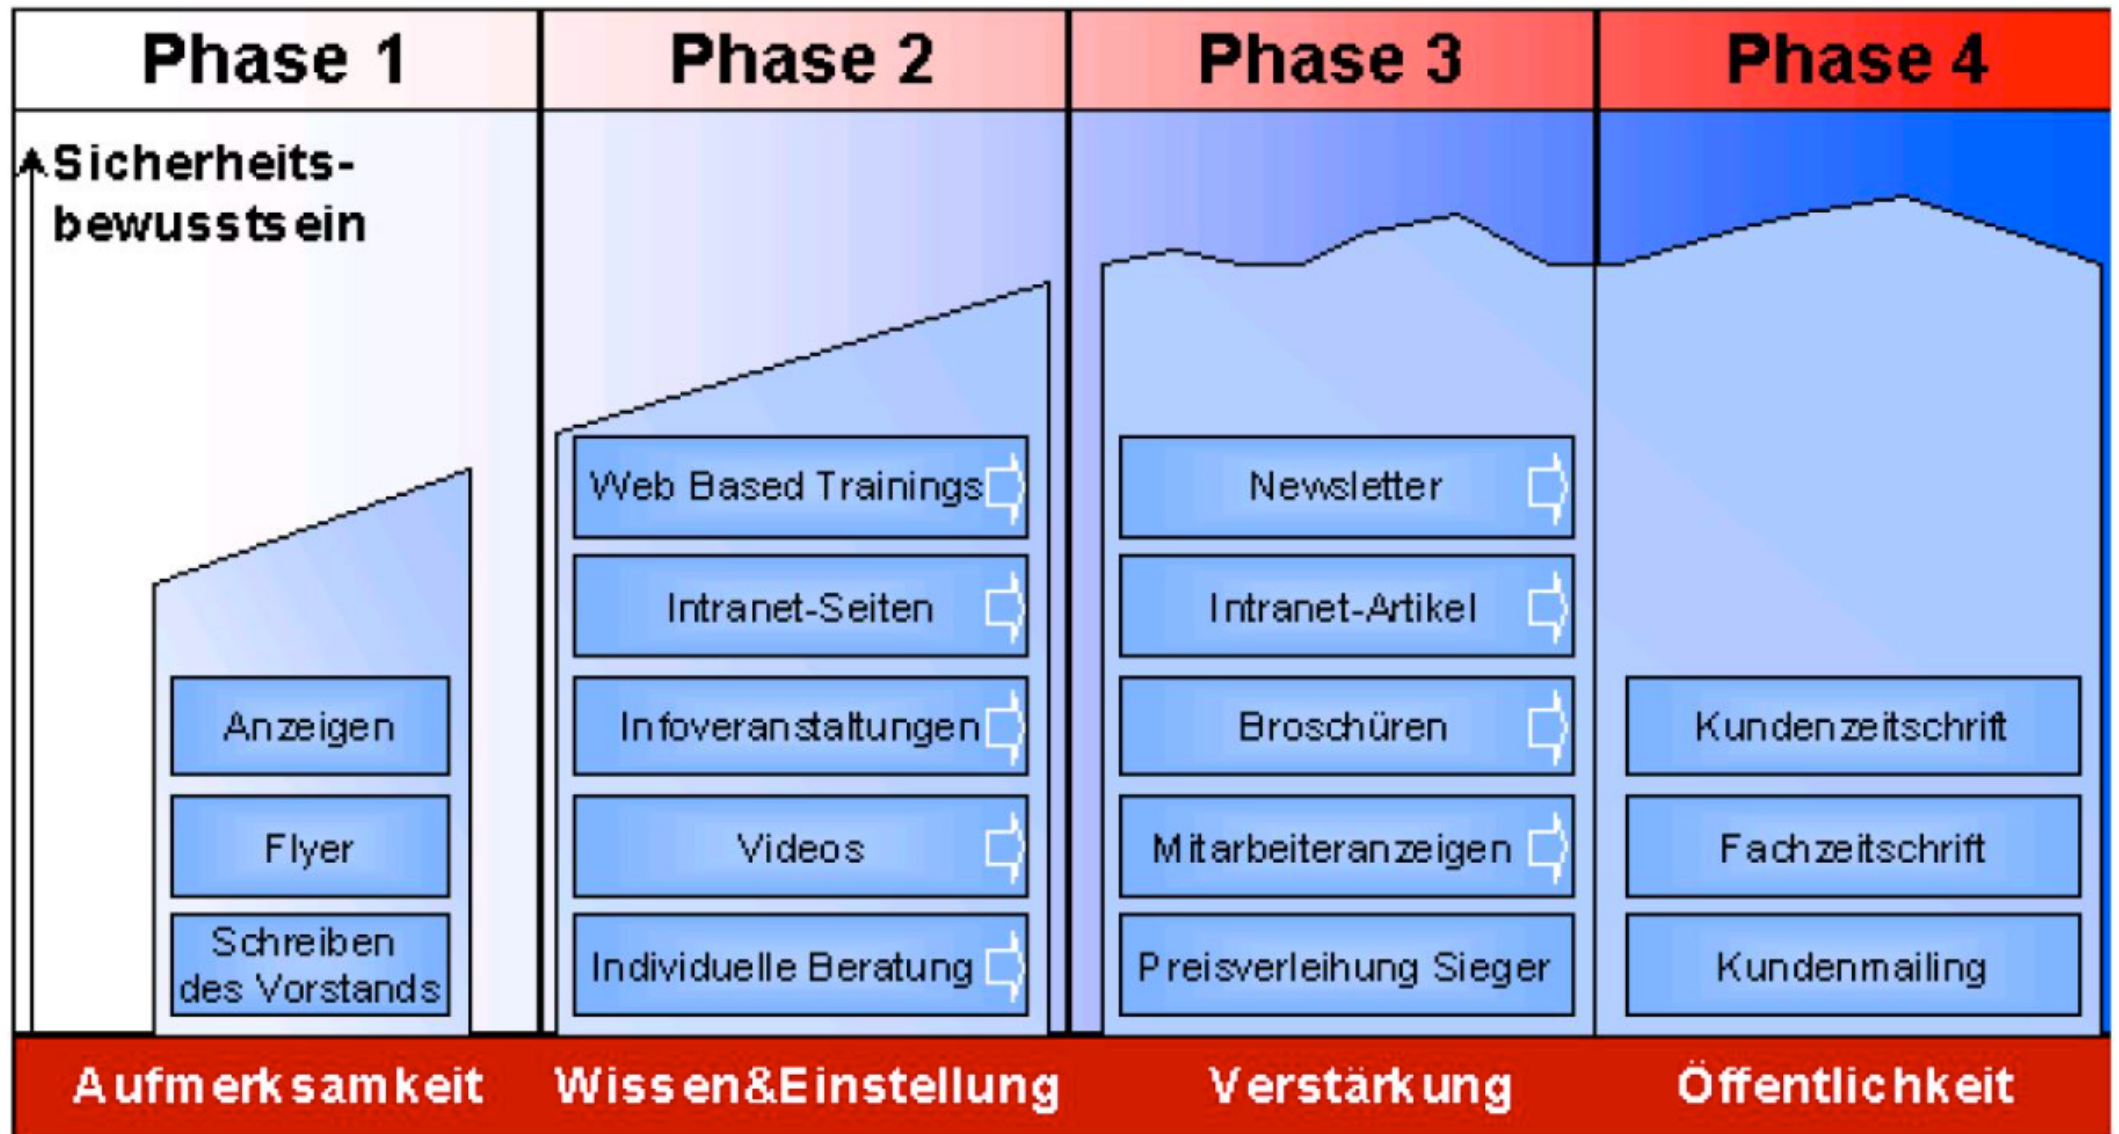 Phase 1
Phase 2
Phase 3
Phase 4
Sicherheits-
bewusstsein
Anzeigen
Flyer
Schreiben
des Vorstands
Web Based Trainings
Intranet-Seiten
Infoveranstaltungen
Videos
Individuelle Beratung
Newsletter
Intranet-Artikel
Broschüren
Mitarbeiteranzeigen
Preisverleihung Sieger
Kundenzeitschrift
Fachzeitschrift
Kundenmailing
Aufmerksamkeit
Wissen&Einstellung
Verstärkung
Öffentlichkeit